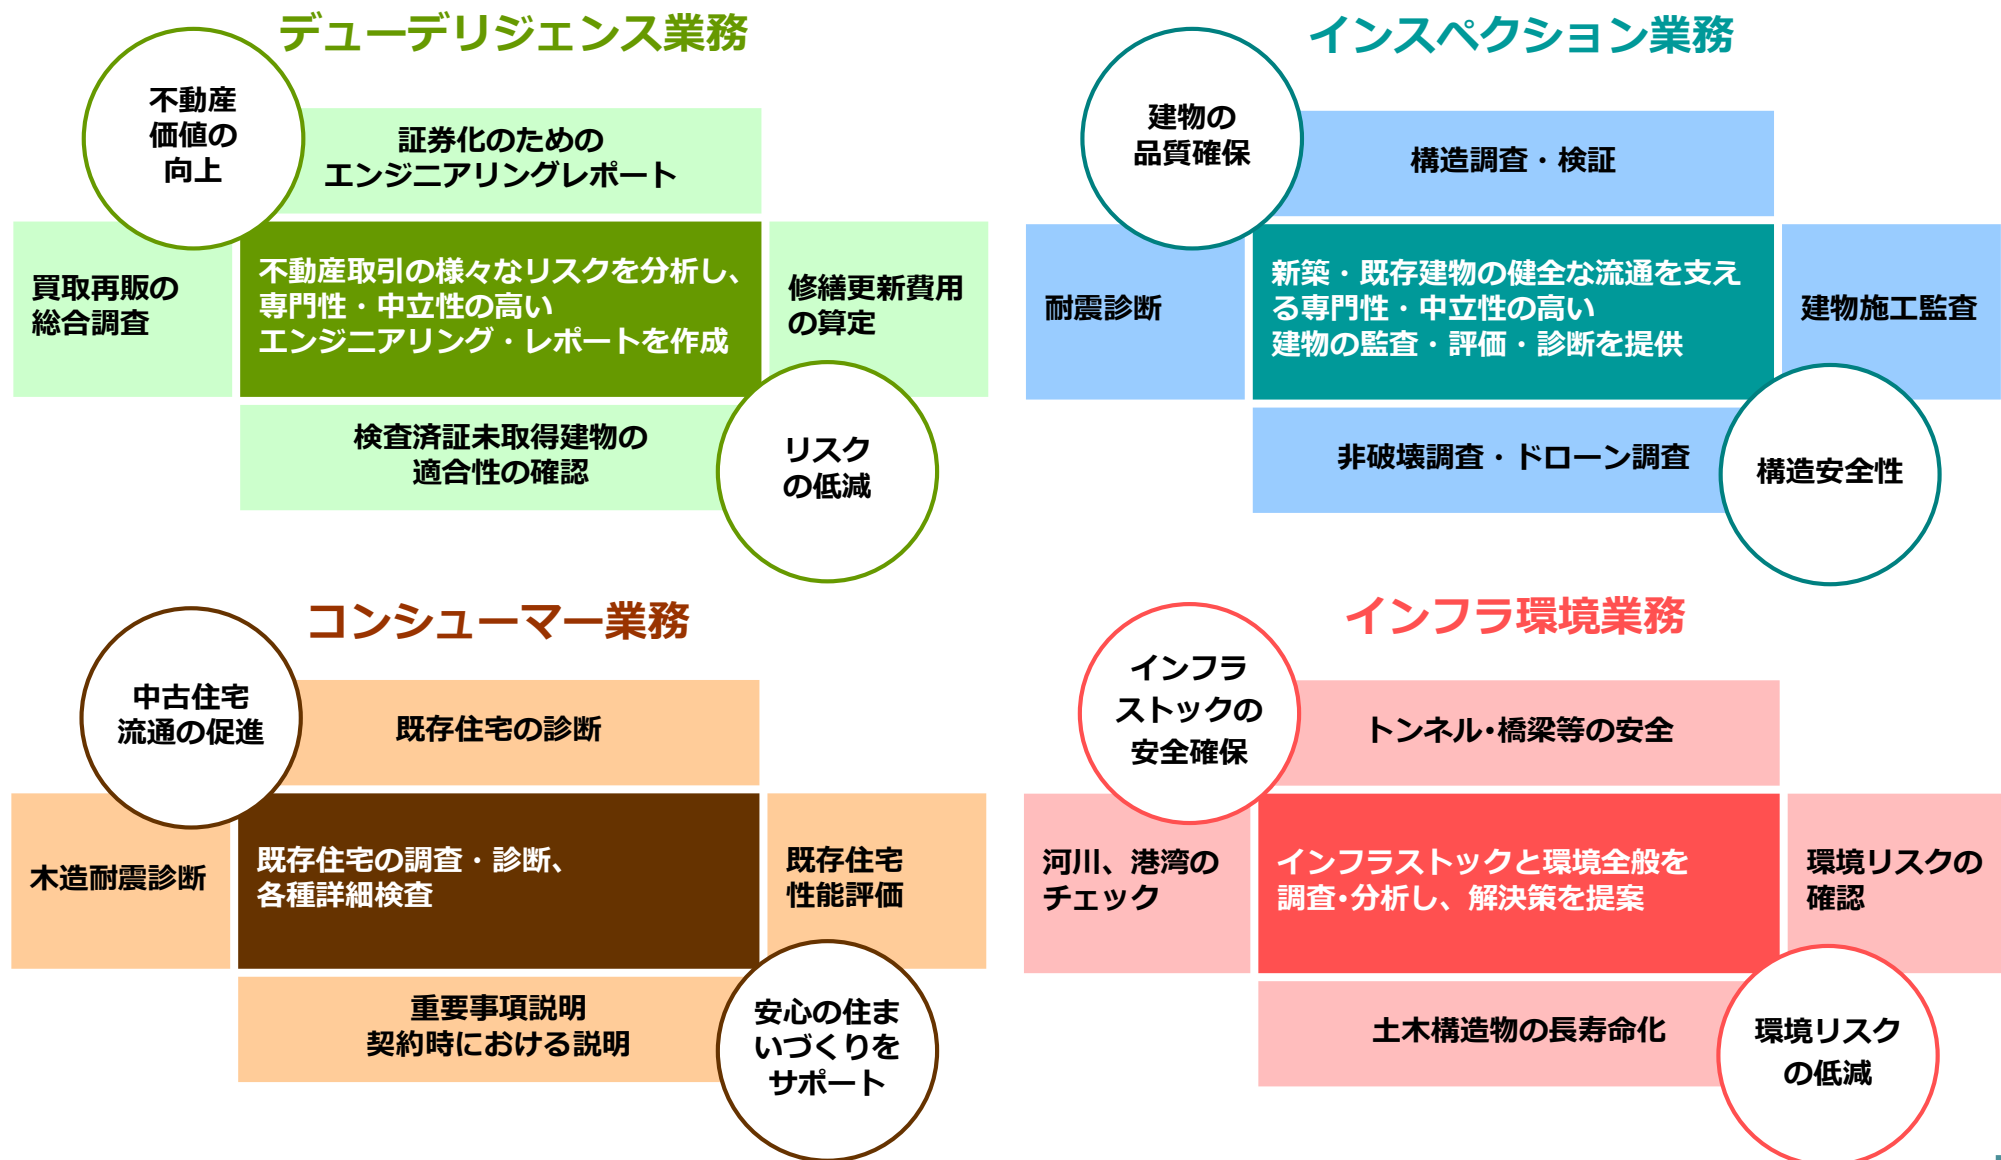 デューデリジェンス業務
不動産
価値の
向上
証券化のための
エンジニアリングレポート
買取再販の
総合調査
不動産取引の様々なリスクを分析し、
専門性・中立性の高い
エンジニアリング・レポートを作成
修繕更新費用
の算定
検査済証未取得建物の
適合性の確認
リスク
の低減
インスペクション業務
建物の
品質確保
構造調査・検証
耐震診断
新築・既存建物の健全な流通を支え
る専門性・中立性の高い
建物の監査・評価・診断を提供
建物施工監査
非破壊調査・ドローン調査
構造安全性
コンシューマー業務
中古住宅
流通の促進
既存住宅の診断
木造耐震診断
既存住宅の調査・診断、
各種詳細検査
既存住宅
性能評価
重要事項説明
契約時における説明
安心の住ま
いづくりを
サポート
インフラ環境業務
インフラ
ストックの
安全確保
トンネル・橋梁等の安全
河川、港湾の
チェック
インフラストックと環境全般を
調査・分析し、解決策を提案
環境リスクの
確認
土木構造物の長寿命化
環境リスク
の低減